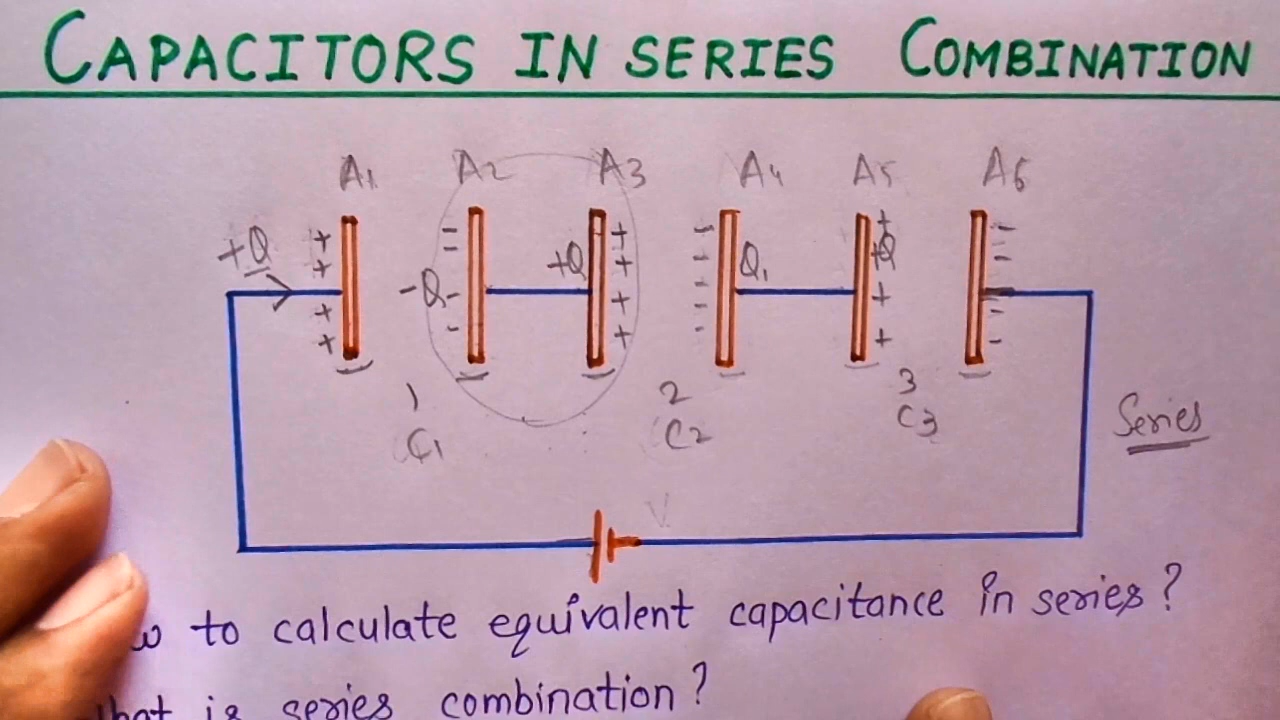 CAPACITORS IN SERIES COMBINATION
A1 A2 A3 A4 A5 A6
+ + + + + + + + + + + +
+Q -Q +Q Q1 +Q
1 2 3
C1 C2 C3
Series
V
to calculate equivalent capacitance in series?
is series combination?